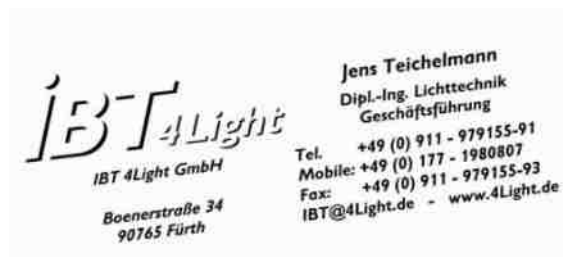 iBT 4Light
IBT 4Light GmbH
Boenerstraße 34
90765 Fürth
Jens Teichelmann
Dipl.-Ing. Lichttechnik
Geschäftsführung
Tel. +49 (0) 911 - 979155-91
Mobile: +49 (0) 177 - 1980807
Fax: +49 (0) 911 - 979155-93
IBT@4Light.de - www.4Light.de